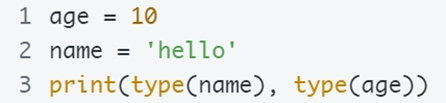 1 age = 10
2 name = 'hello'
3 print(type(name), type(age))